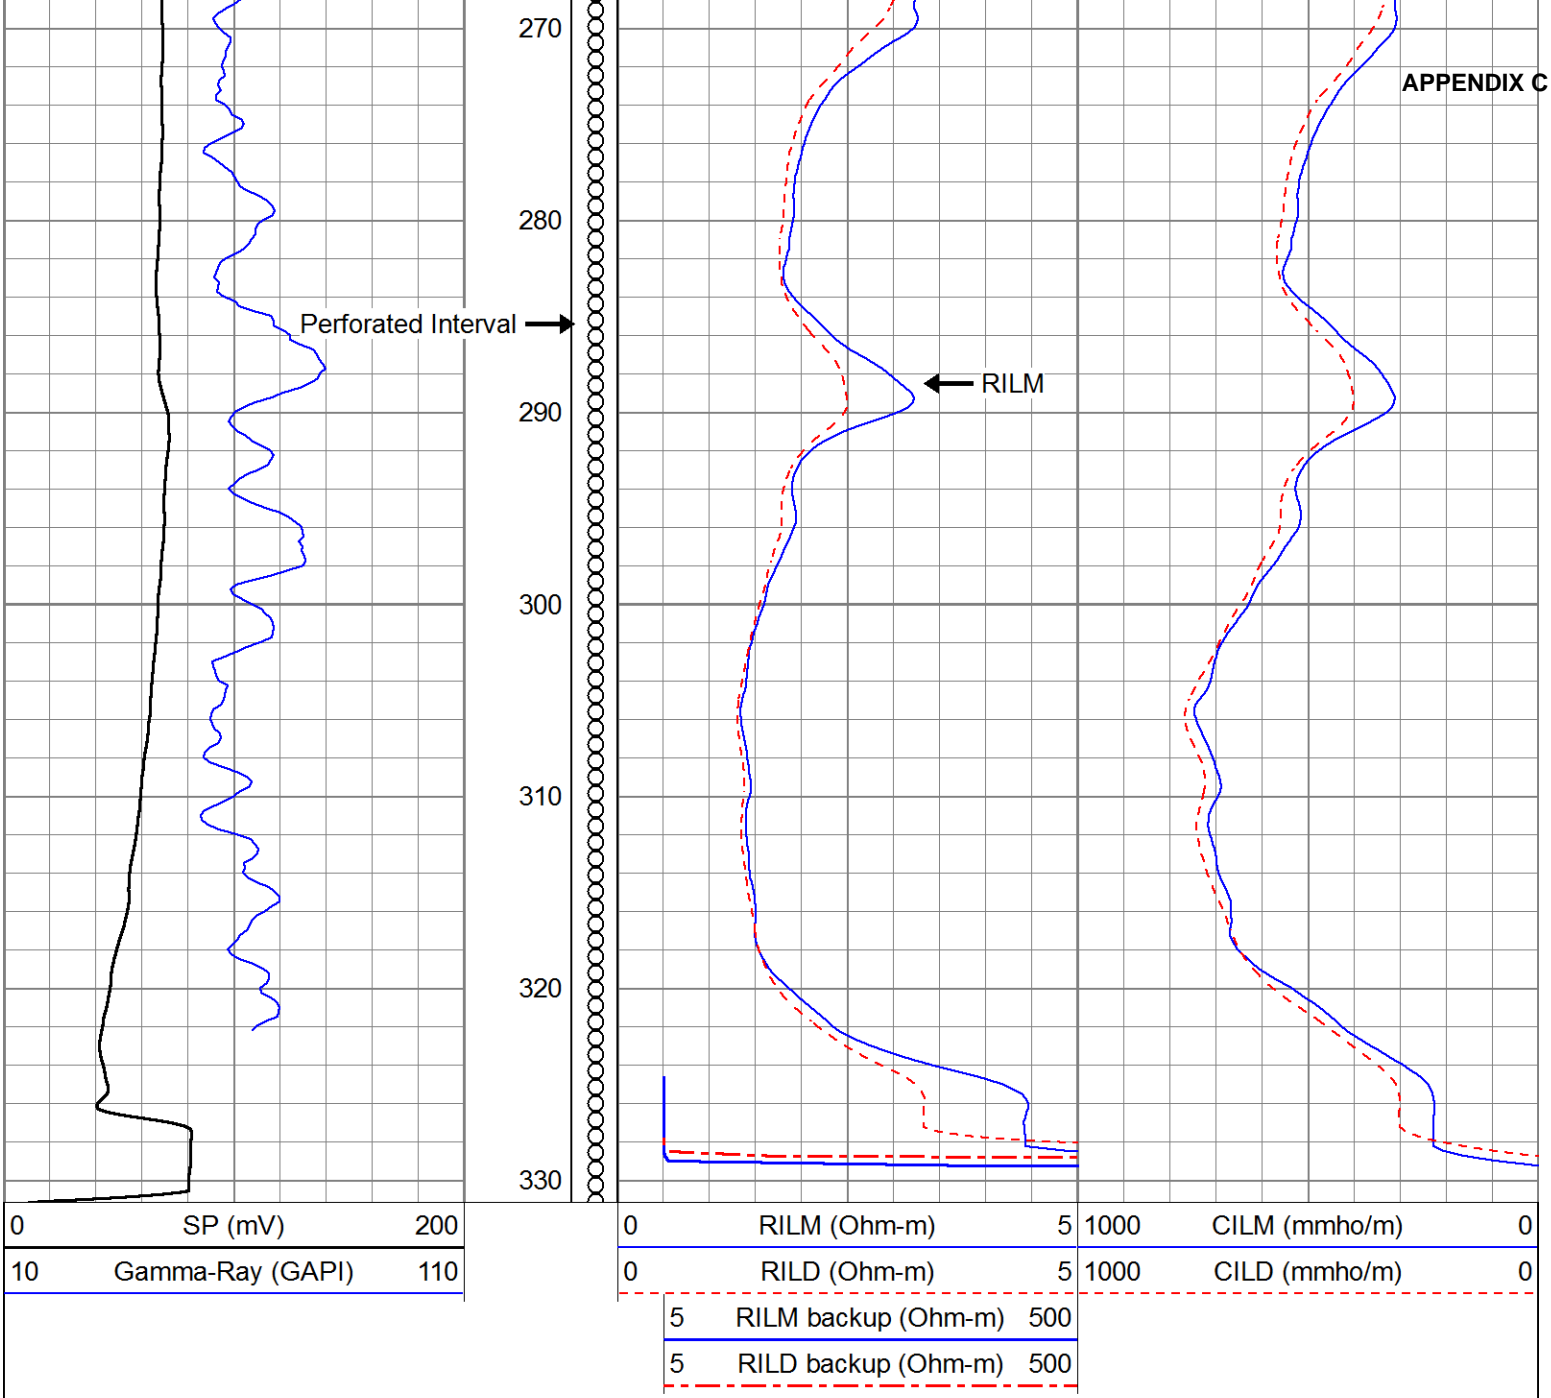 270
APPENDIX C
280
Perforated Interval
RILM
290
300
310
320
330
0 SP (mV) 200
0 RILM (Ohm-m) 5
1000 CILM (mmho/m) 0
10 Gamma-Ray (GAPI) 110
0 RILD (Ohm-m) 5
1000 CILD (mmho/m) 0
5 RILM backup (Ohm-m) 500
5 RILD backup (Ohm-m) 500